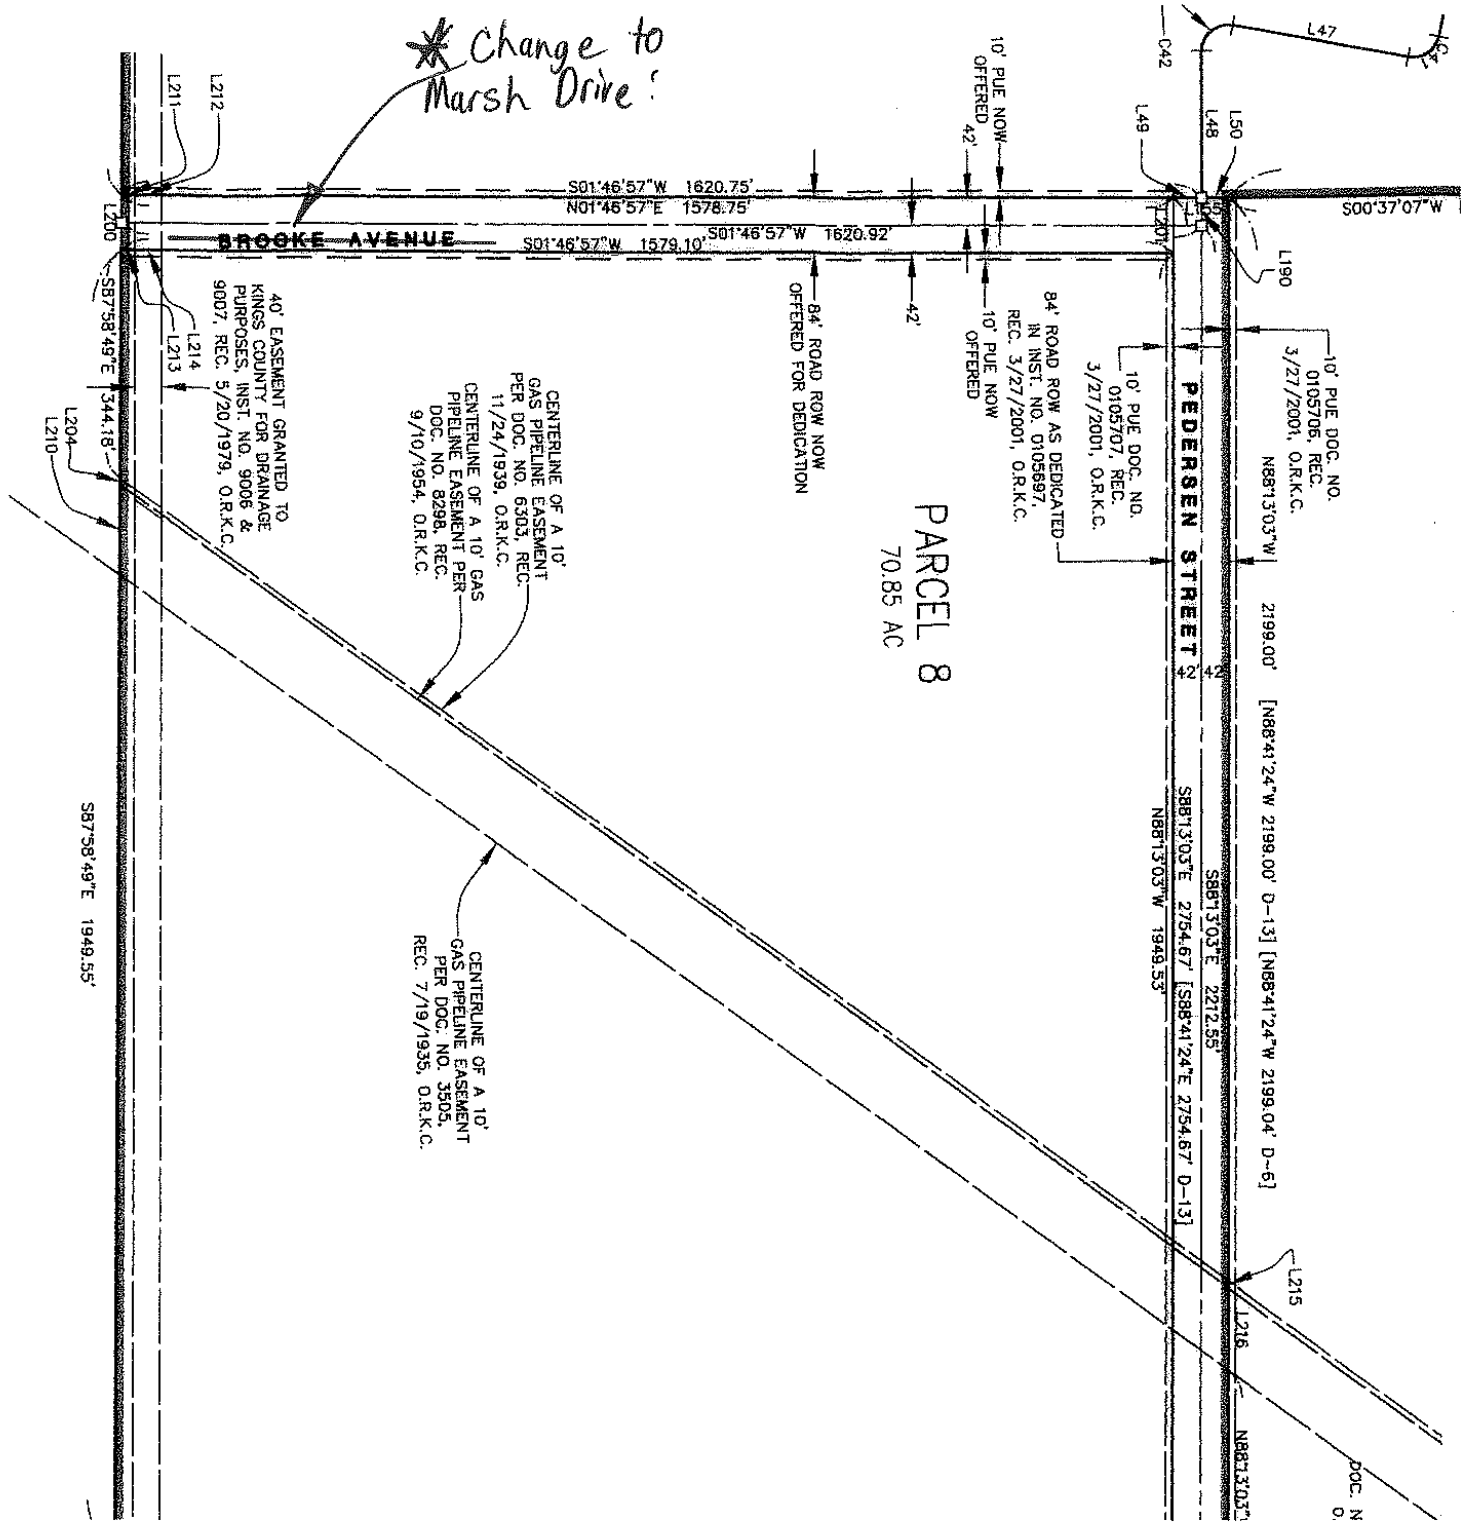 * Change to
Marsh Drive!
10' PUE NOW
OFFERED
42'
C42
L47
C41
L48
L50
L49
L212
L211
S01°46'57"W 1620.75'
N01°46'57"E 1578.75'
S01°46'57"W 1620.92'
BROOKE AVENUE
S01°46'57"W 1579.10'
S00°37'07"W
L200
L201
L55
L190
L214
L213
S87°58'49"E 1344.18'
40' EASEMENT GRANTED TO
KINGS COUNTY FOR DRAINAGE
PURPOSES, INST. NO. 9006 &
9007, REC. 5/20/1979, O.R.K.C.
L204
L210
84' ROAD ROW NOW
OFFERED FOR DEDICATION
42'
10' PUE NOW
OFFERED
84' ROAD ROW AS DEDICATED
IN INST. NO. 0105697,
REC. 3/27/2001, O.R.K.C.
10' PUE DOC. NO.
0105707, REC.
3/27/2001, O.R.K.C.
10' PUE DOC. NO.
0105706, REC.
3/27/2001, O.R.K.C.
PEDERSEN STREET
42' 42'
PARCEL 8
70.85 AC
CENTERLINE OF A 10'
GAS PIPELINE EASEMENT
PER DOC. NO. 6303, REC.
11/24/1939, O.R.K.C.
CENTERLINE OF A 10' GAS
PIPELINE EASEMENT PER
DOC. NO. 8298, REC.
9/10/1954, O.R.K.C.
N88°13'03"W 2199.00' [N88°41'24"W 2199.00' D-13] [N88°41'24"W 2199.04' D-6]
S88°13'03"E 2212.55'
S88°13'03"E 2754.67' [S88°41'24"E 2754.67' D-13]
N88°13'03"W 1949.53'
S87°58'49"E 1949.55'
CENTERLINE OF A 10'
GAS PIPELINE EASEMENT
PER DOC. NO. 3505,
REC. 7/19/1935, O.R.K.C.
L215
L216
N88°13'03"
DOC. N